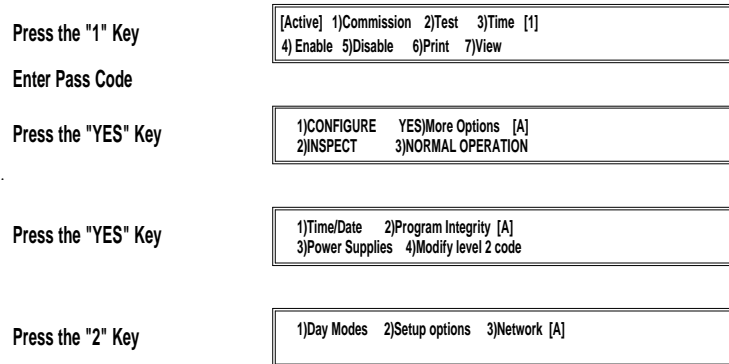 Press the "1" Key
[Active] 1)Commission 2)Test 3)Time [1]
4) Enable 5)Disable 6)Print 7)View
Enter Pass Code
Press the "YES" Key
1)CONFIGURE YES)More Options [A]
2)INSPECT 3)NORMAL OPERATION
.
Press the "YES" Key
1)Time/Date 2)Program Integrity [A]
3)Power Supplies 4)Modify level 2 code
Press the "2" Key
1)Day Modes 2)Setup options 3)Network [A]